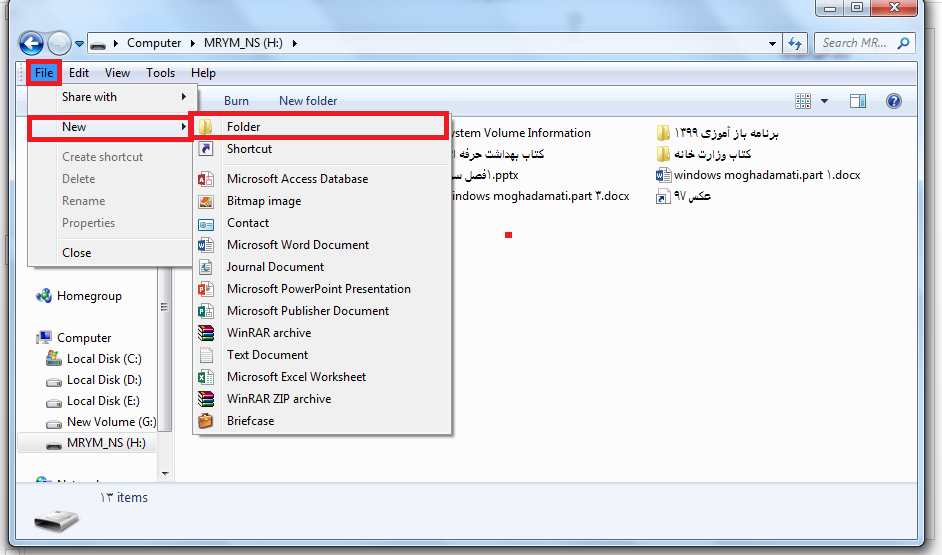 Computer ▸ MRYM_NS (H:) ▸
Search MR...
File Edit View Tools Help
Burn New folder
Share with
New
Create shortcut
Delete
Rename
Properties
Close
Folder
Shortcut
Microsoft Access Database
Bitmap image
Contact
Microsoft Word Document
Journal Document
Microsoft PowerPoint Presentation
Microsoft Publisher Document
WinRAR archive
Text Document
Microsoft Excel Worksheet
WinRAR ZIP archive
Briefcase
ystem Volume Information
کتاب بهداشت حرفه
۱فصل.pptx
indows moghadamati.part ۳.docx
برنامه باز آموزی ۱۳۹۹
کتاب وزارت خانه
windows moghadamati.part ۱.docx
عکس ۹۷
Homegroup
Computer
Local Disk (C:)
Local Disk (D:)
Local Disk (E:)
New Volume (G:)
MRYM_NS (H:)
۱۳ items